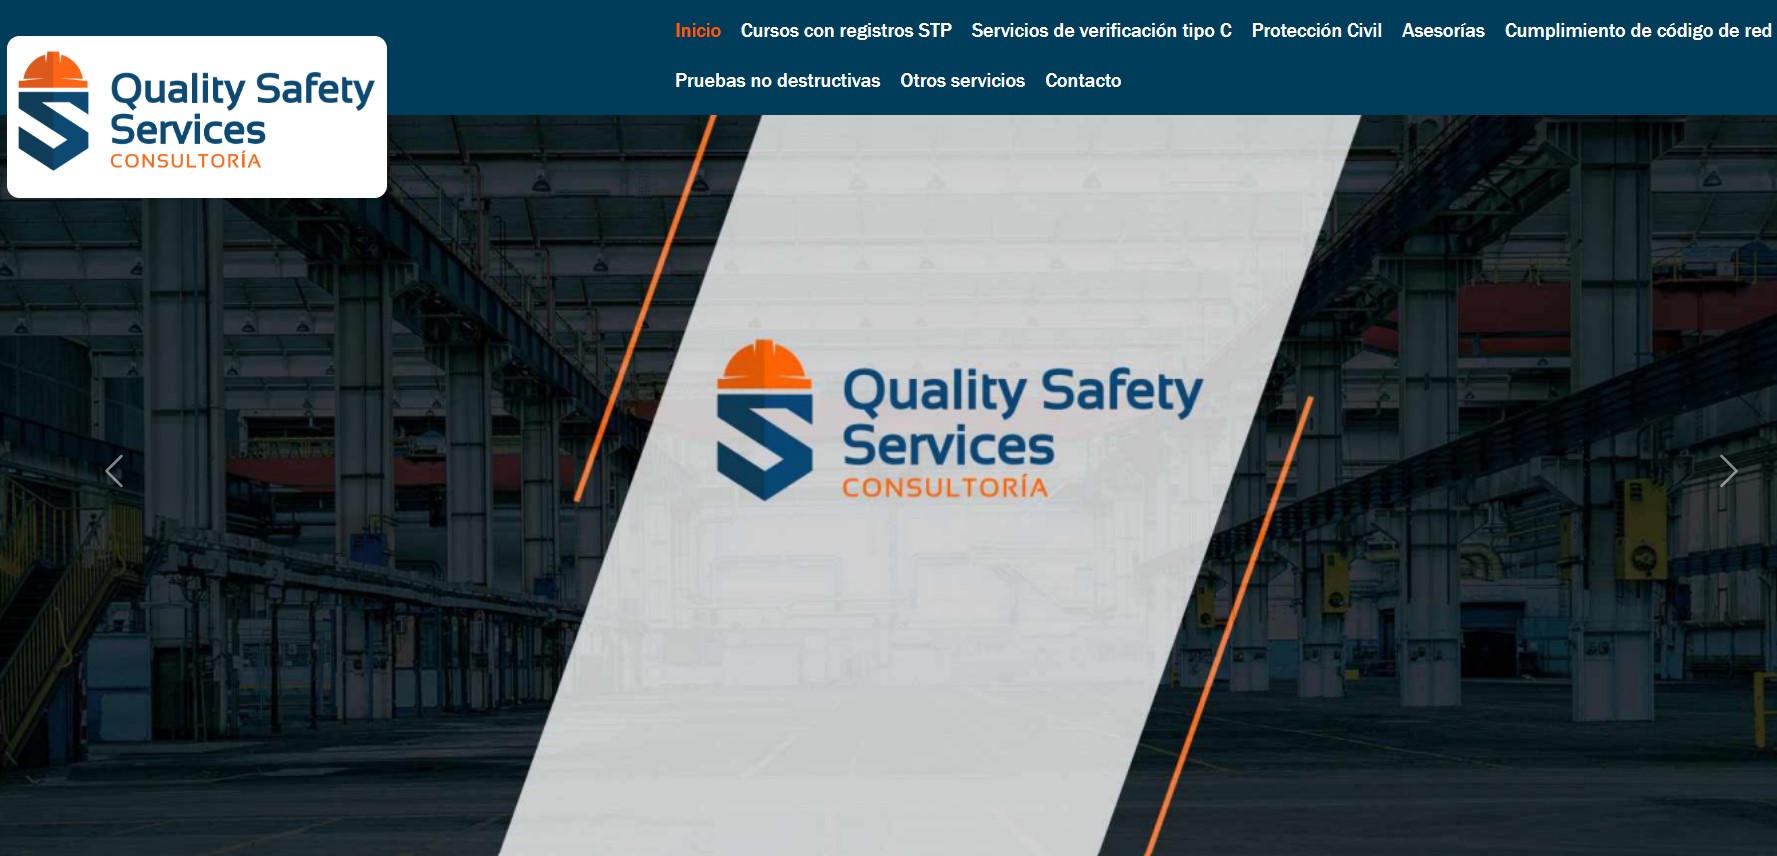 Inicio Cursos con registros STP Servicios de verificación tipo C Protección Civil Asesorías Cumplimiento de código de red
Pruebas no destructivas Otros servicios Contacto
Quality Safety
Services
CONSULTORÍA
Quality Safety
Services
CONSULTORÍA